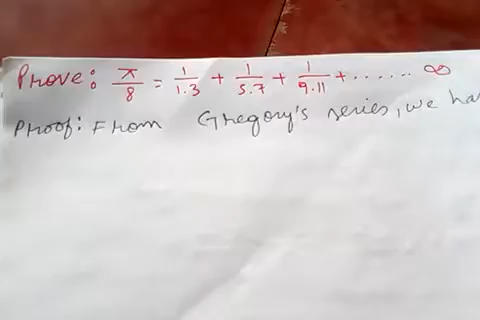 Prove: π/8 = 1/1.3 + 1/5.7 + 1/9.11 + ...... ∞
Proof: From Gregory's series, we ha